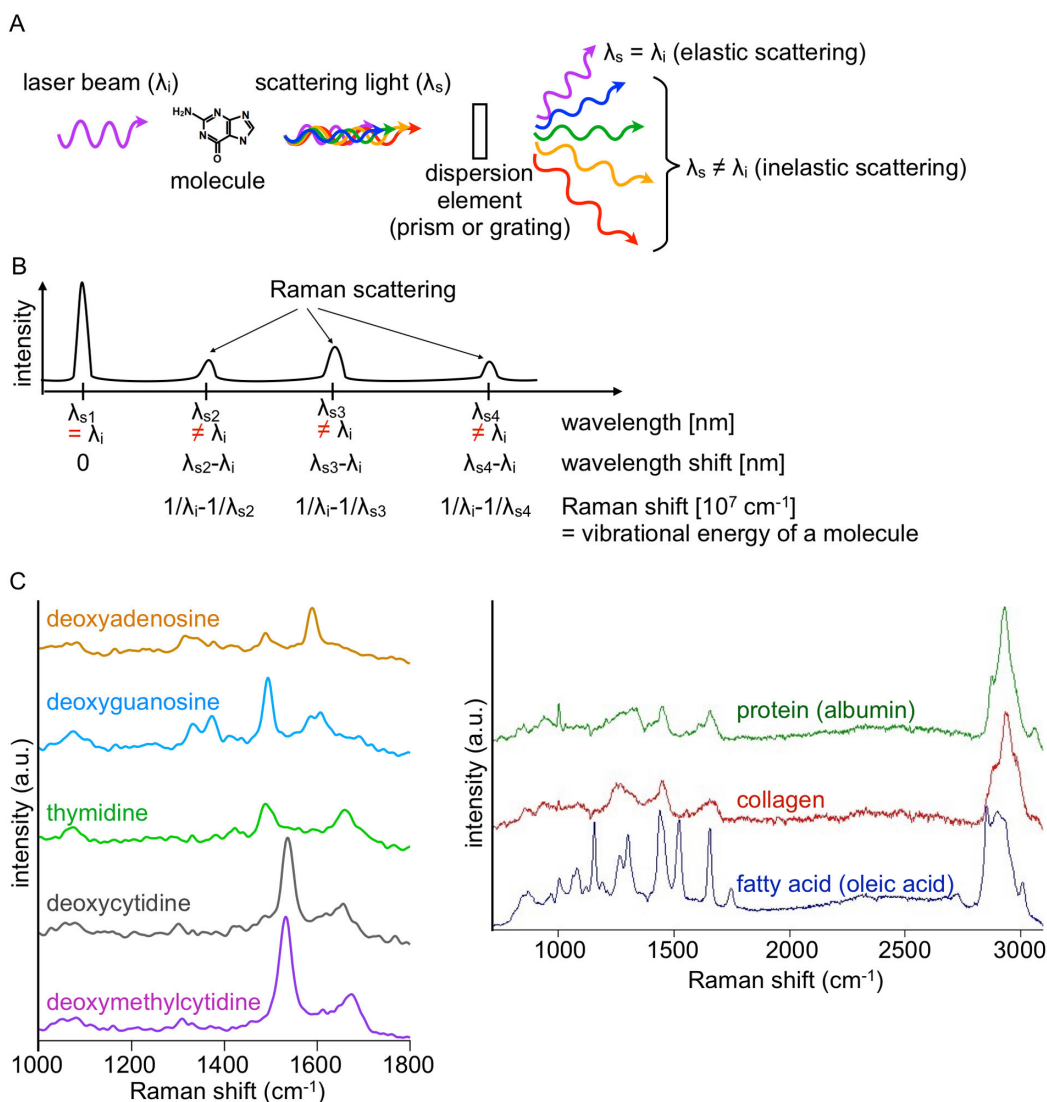 A
laser beam (λi)
scattering light (λs)
λs = λi (elastic scattering)
H₂N
N
N
N
N
O
molecule
dispersion
element
(prism or grating)
λs ≠ λi (inelastic scattering)
B
intensity
Raman scattering
λs1 λs2 λs3 λs4 wavelength [nm]
= λi ≠ λi ≠ λi ≠ λi
0 λs2-λi λs3-λi λs4-λi wavelength shift [nm]
1/λi-1/λs2 1/λi-1/λs3 1/λi-1/λs4 Raman shift [10⁷ cm⁻¹]
= vibrational energy of a molecule
C
intensity (a.u.)
deoxyadenosine
deoxyguanosine
thymidine
deoxycytidine
deoxymethylcytidine
1000 1200 1400 1600 1800
Raman shift (cm⁻¹)
intensity (a.u.)
protein (albumin)
collagen
fatty acid (oleic acid)
1000 1500 2000 2500 3000
Raman shift (cm⁻¹)